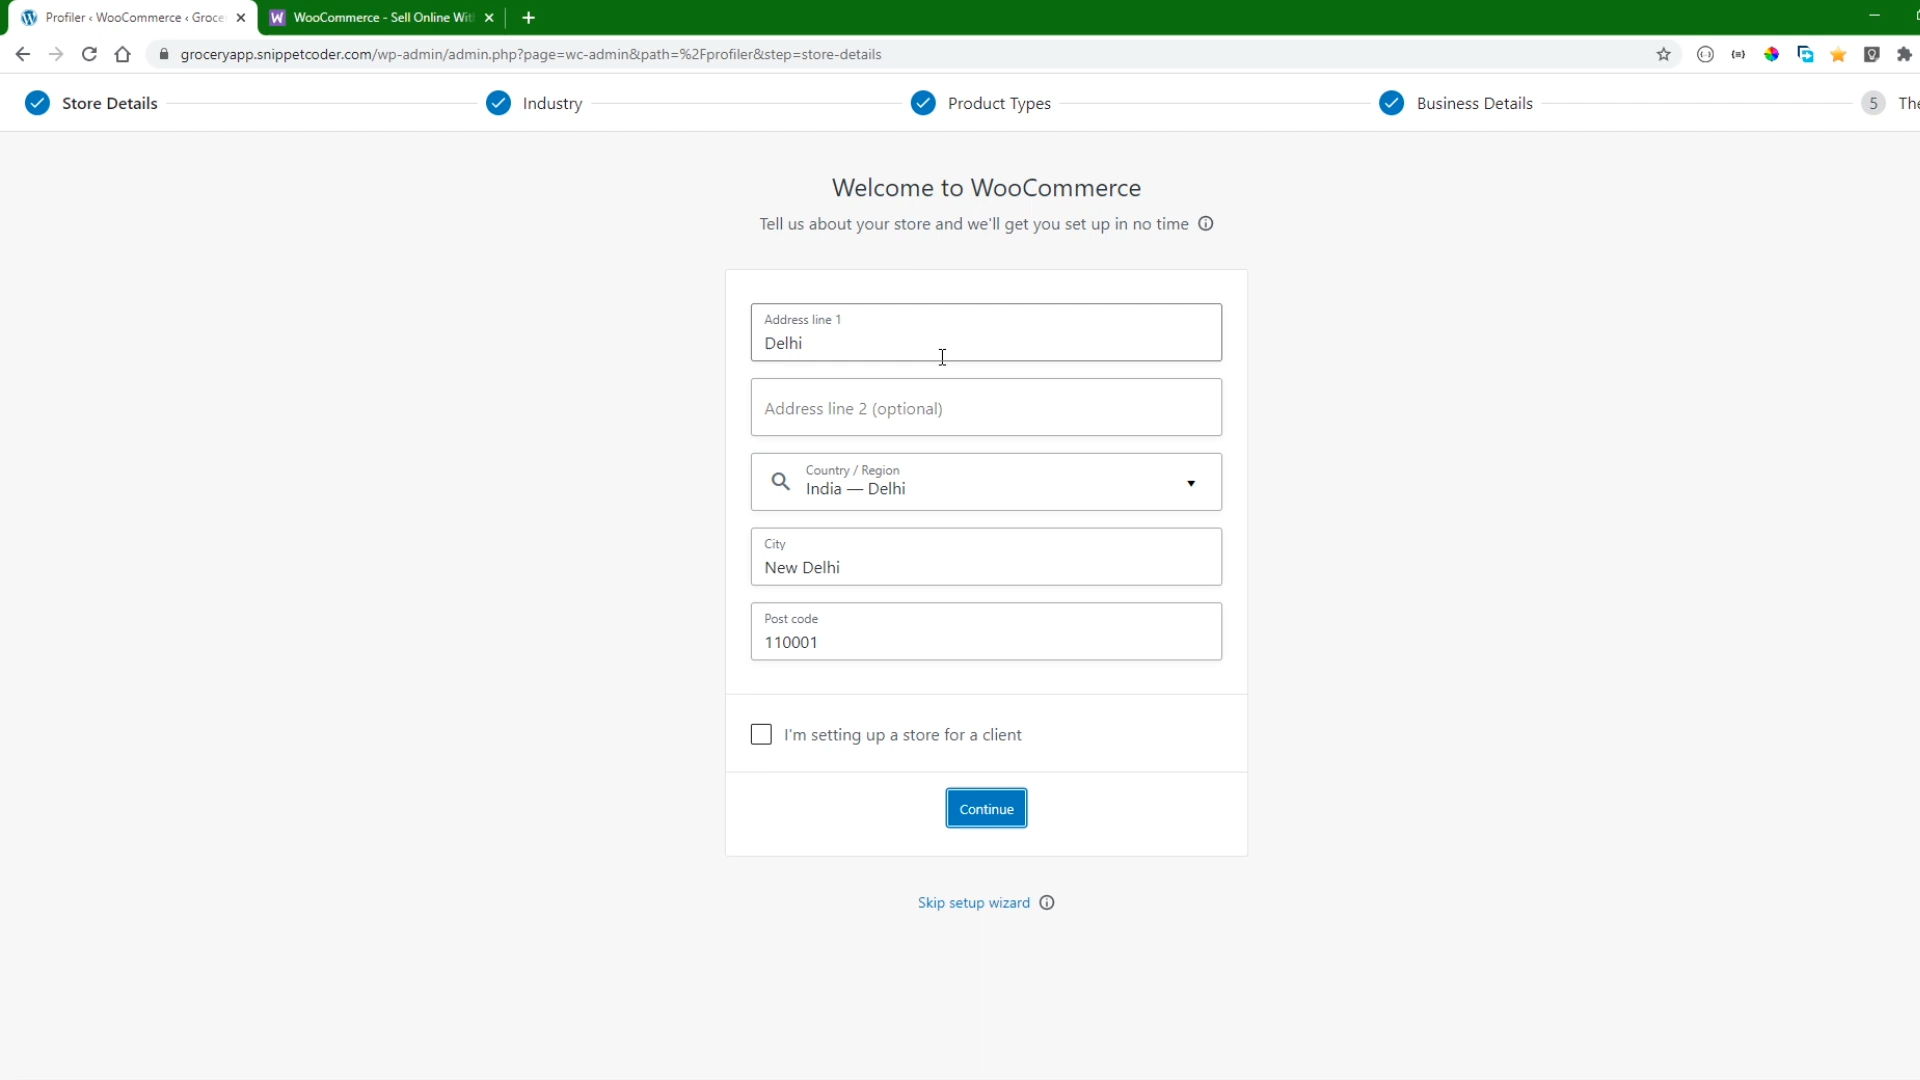 Profiler ‹ WooCommerce ‹ Groce
WooCommerce - Sell Online Wit
groceryapp.snippetcoder.com/wp-admin/admin.php?page=wc-admin&path=%2Fprofiler&step=store-details
Store Details
Industry
Product Types
Business Details
5
The
Welcome to WooCommerce
Tell us about your store and we'll get you set up in no time
Address line 1
Delhi
Address line 2 (optional)
Country / Region
India — Delhi
City
New Delhi
Post code
110001
I'm setting up a store for a client
Continue
Skip setup wizard